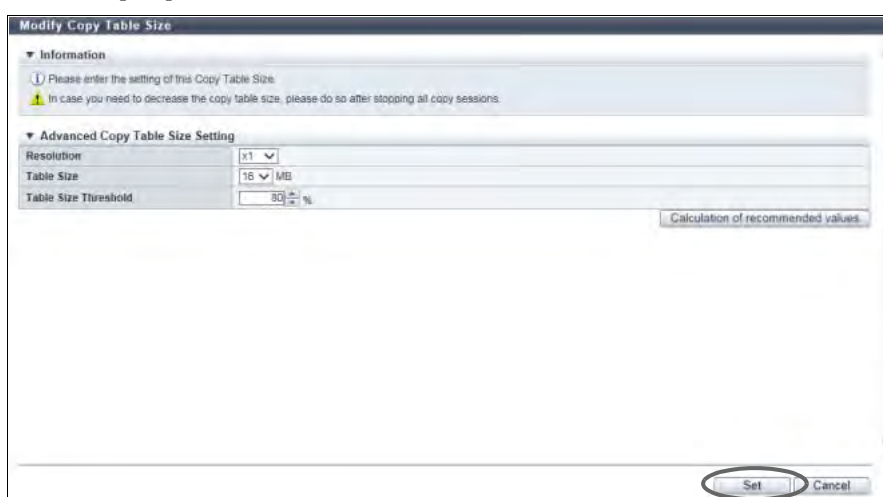 Modify Copy Table Size
▼ Information
Please enter the setting of this Copy Table Size.
In case you need to decrease the copy table size, please do so after stopping all copy sessions.
▼ Advanced Copy Table Size Setting
Resolution x1
Table Size 16 MB
Table Size Threshold 80 %
Calculation of recommended values
Set Cancel